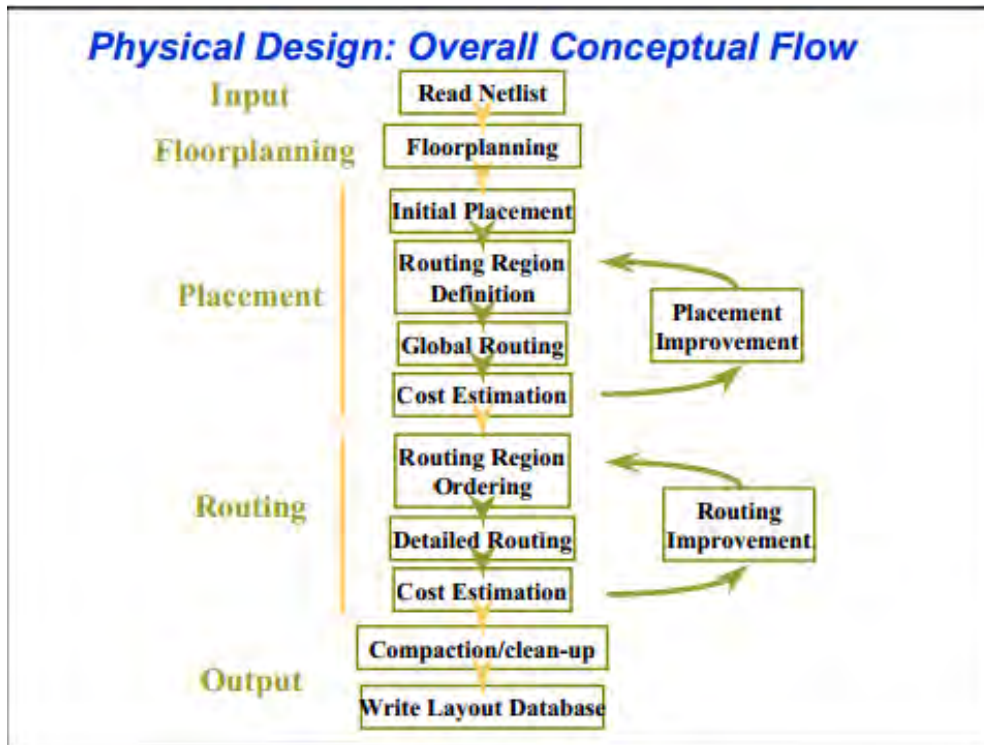 Physical Design: Overall Conceptual Flow
Input
Read Netlist
Floorplanning
Floorplanning
Initial Placement
Placement
Routing Region
Definition
Global Routing
Cost Estimation
Placement
Improvement
Routing
Routing Region
Ordering
Detailed Routing
Cost Estimation
Routing
Improvement
Output
Compaction/clean-up
Write Layout Database